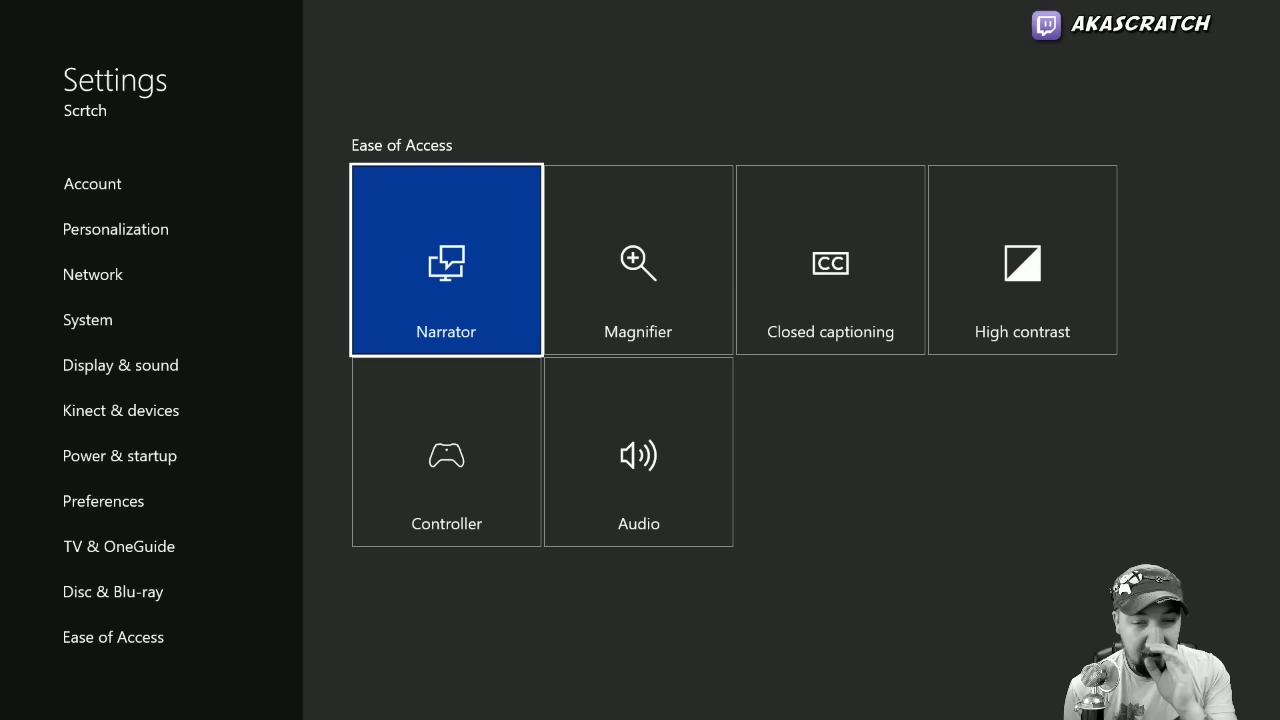 AKASCRATCH
Settings
Scrtch
Account
Personalization
Network
System
Display & sound
Kinect & devices
Power & startup
Preferences
TV & OneGuide
Disc & Blu-ray
Ease of Access
Ease of Access
Narrator
Magnifier
CC
Closed captioning
High contrast
Controller
Audio